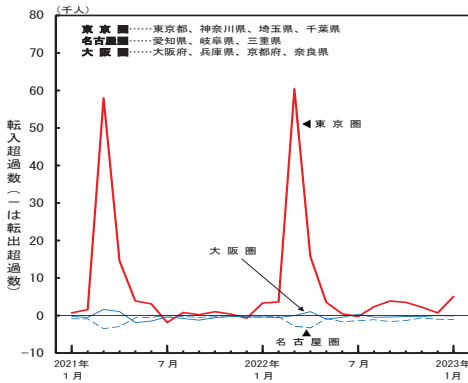 (千人)
80
70
60
50
40
30
20
10
0
−10
転入超過数(−は転出超過数)
東京圏……東京都、神奈川県、埼玉県、千葉県
名古屋圏……愛知県、岐阜県、三重県
大阪圏……大阪府、兵庫県、京都府、奈良県
◀東京圏
大阪圏
名古屋圏
2021年
1月
7月
2022年
1月
7月
2023年
1月